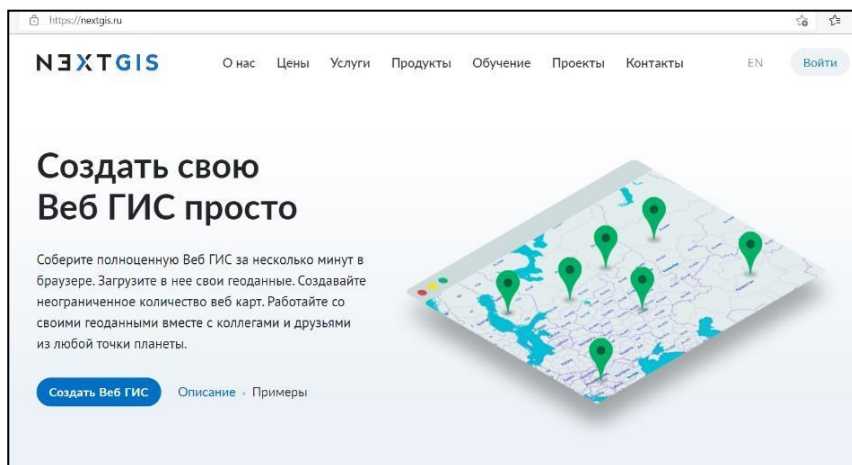 https://nextgis.ru
NEXTGIS
О нас Цены Услуги Продукты Обучение Проекты Контакты EN Войти
Создать свою
Веб ГИС просто
Соберите полноценную Веб ГИС за несколько минут в
браузере. Загрузите в нее свои геоданные. Создавайте
неограниченное количество веб карт. Работайте со
своими геоданными вместе с коллегами и друзьями
из любой точки планеты.
Создать Веб ГИС Описание • Примеры